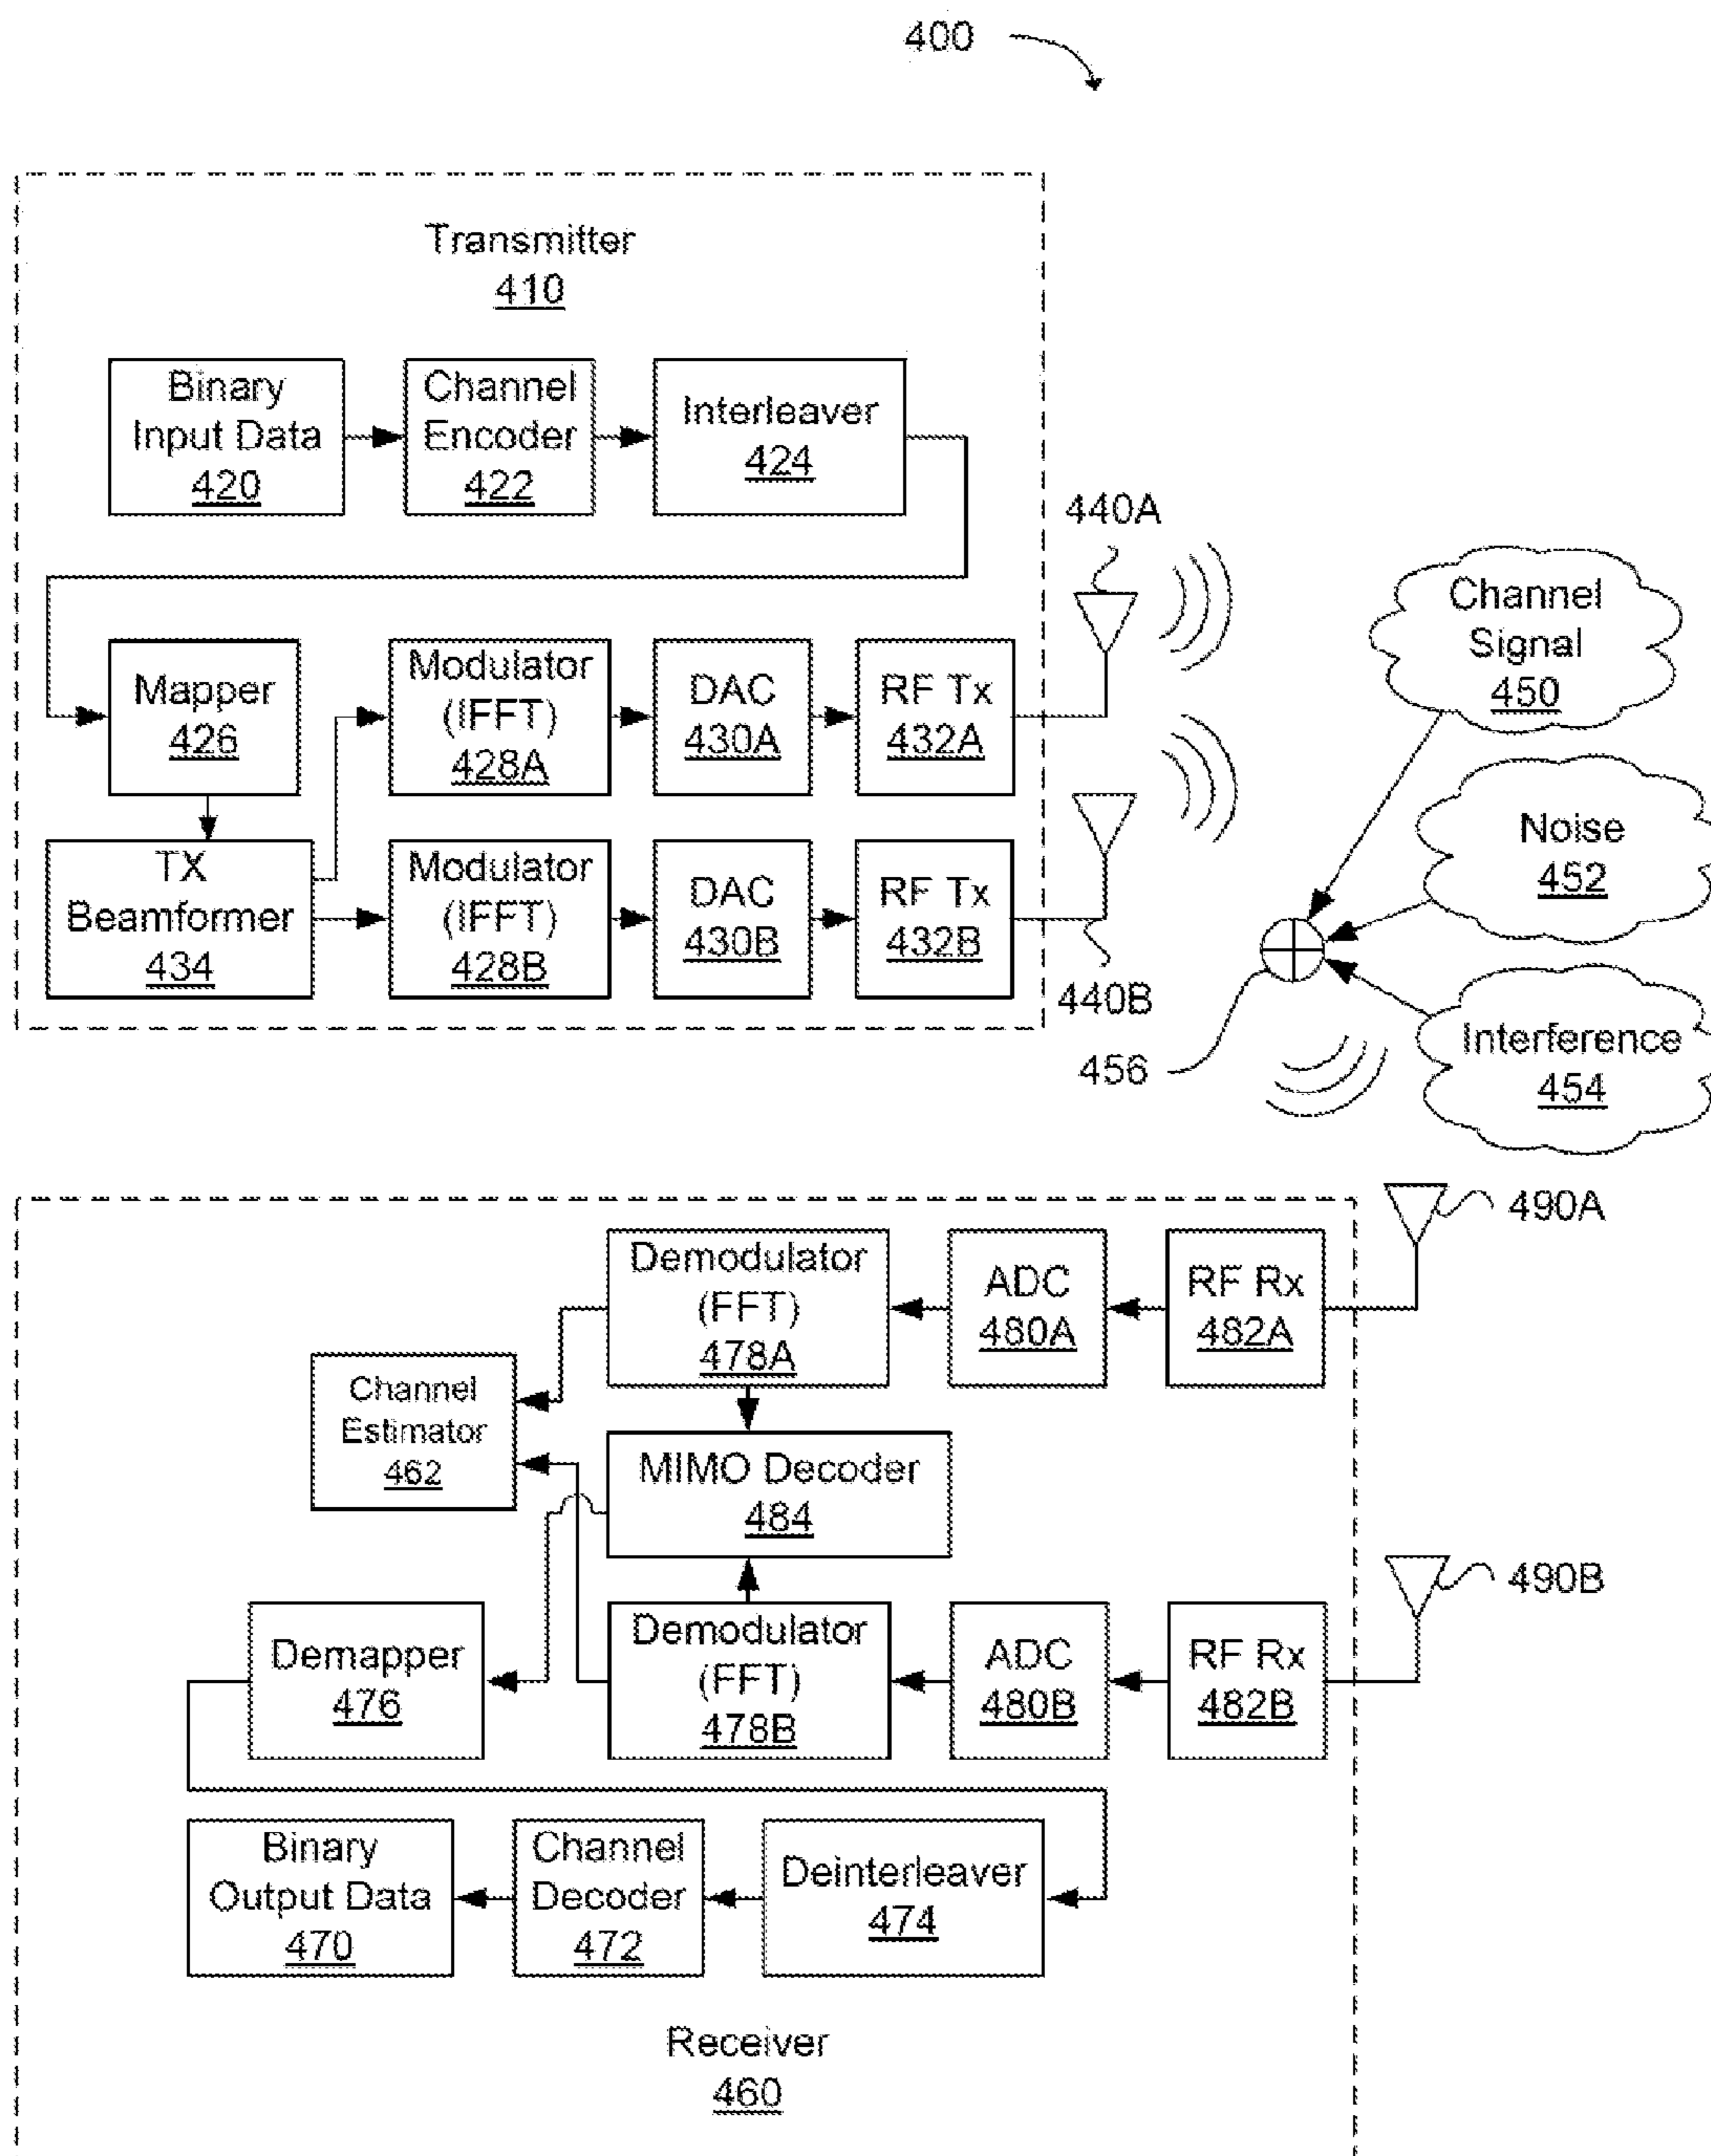 400
Transmitter
410
Binary
Input Data
420
Channel
Encoder
422
Interleaver
424
440A
Channel
Signal
450
Mapper
426
Modulator
(IFFT)
428A
DAC
430A
RF Tx
432A
Noise
452
TX
Beamformer
434
Modulator
(IFFT)
428B
DAC
430B
RF Tx
432B
440B
456
Interference
454
490A
Demodulator
(FFT)
478A
ADC
480A
RF Rx
482A
Channel
Estimator
462
MIMO Decoder
484
490B
Demapper
476
Demodulator
(FFT)
478B
ADC
480B
RF Rx
482B
Binary
Output Data
470
Channel
Decoder
472
Deinterleaver
474
Receiver
460